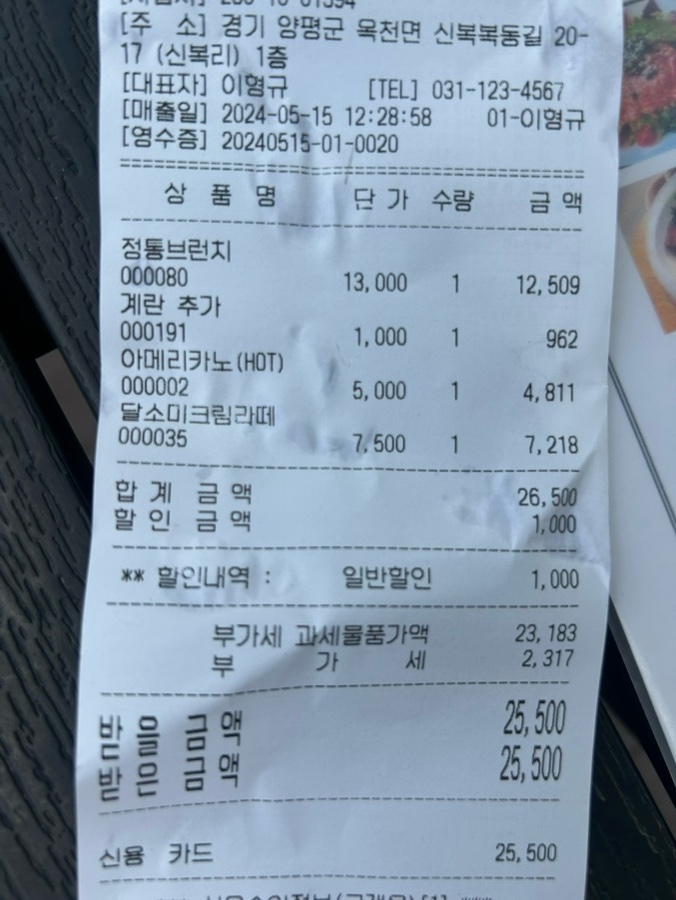 [주 소] 경기 양평군 옥천면 신복복동길 20-
17 (신복리) 1층
[대표자] 이형규 [TEL] 031-123-4567
[매출일] 2024-05-15 12:28:58 01-이형규
[영수증] 20240515-01-0020
상 품 명 단 가 수량 금 액
정통브런치
000080 13,000 1 12,509
계란 추가
000191 1,000 1 962
아메리카노(HOT)
000002 5,000 1 4,811
달소미크림라떼
000035 7,500 1 7,218
합 계 금 액 26,500
할 인 금 액 1,000
** 할인내역 : 일반할인 1,000
부가세 과세물품가액 23,183
부 가 세 2,317
받 을 금 액 25,500
받 은 금 액 25,500
신용 카드 25,500